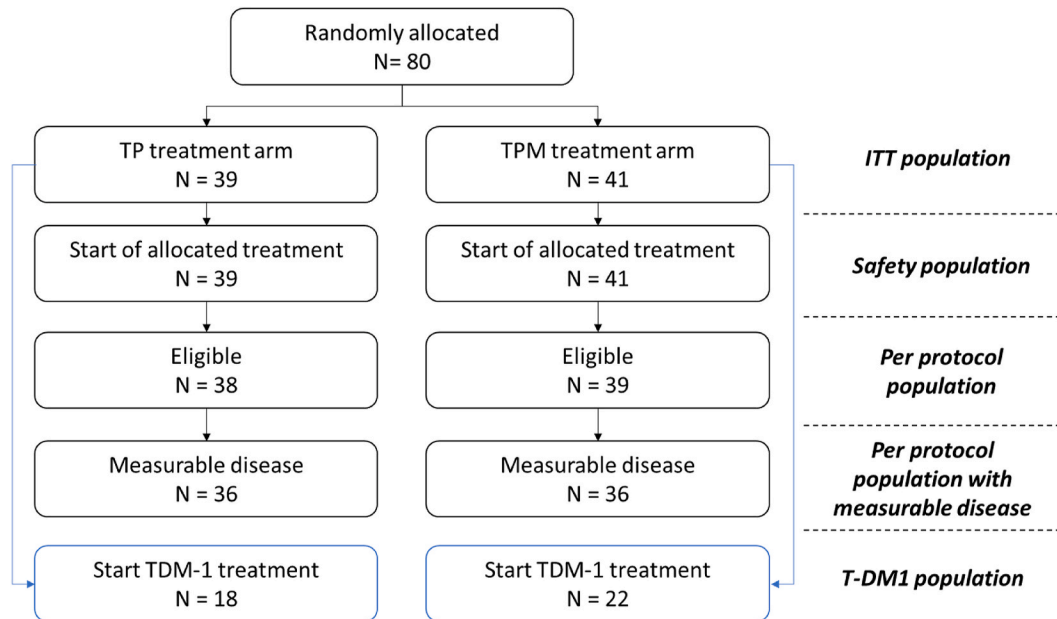 Randomly allocated
N= 80
TP treatment arm
N = 39
TPM treatment arm
N = 41
ITT population
Start of allocated treatment
N = 39
Start of allocated treatment
N = 41
Safety population
Eligible
N = 38
Eligible
N = 39
Per protocol
population
Measurable disease
N = 36
Measurable disease
N = 36
Per protocol
population with
measurable disease
Start TDM-1 treatment
N = 18
Start TDM-1 treatment
N = 22
T-DM1 population